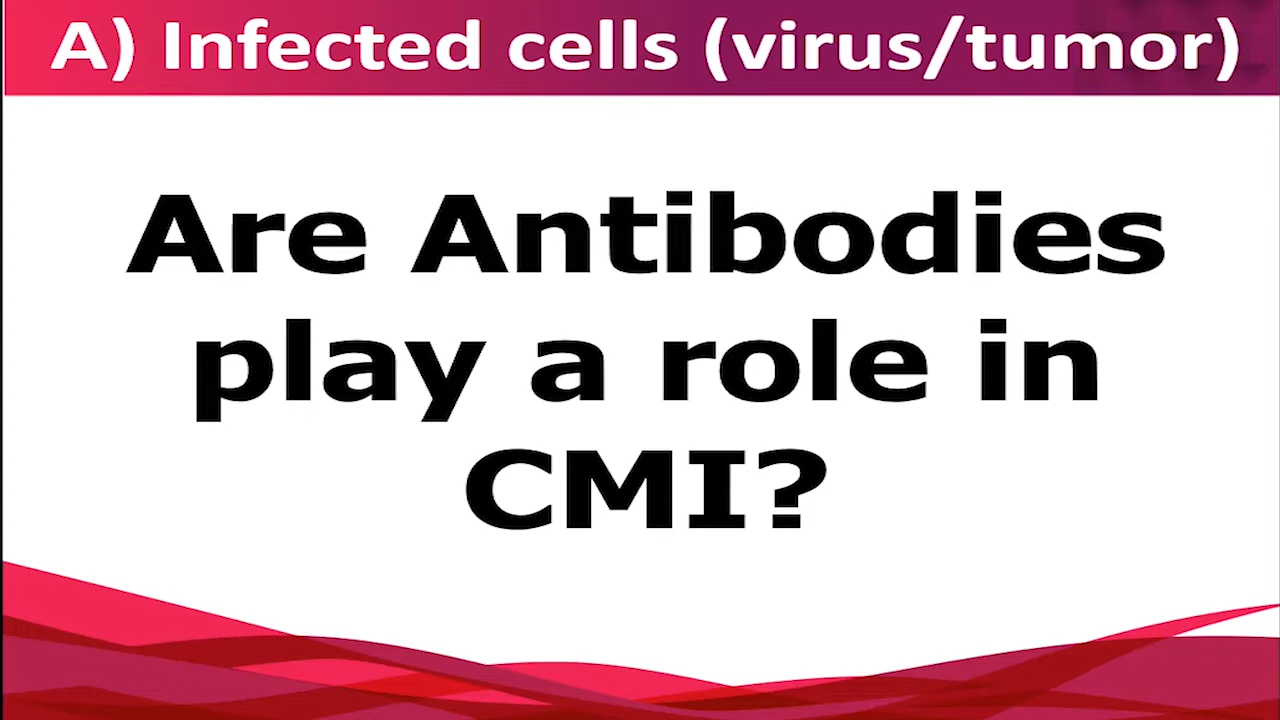 A) Infected cells (virus/tumor)
Are Antibodies
play a role in
CMI?